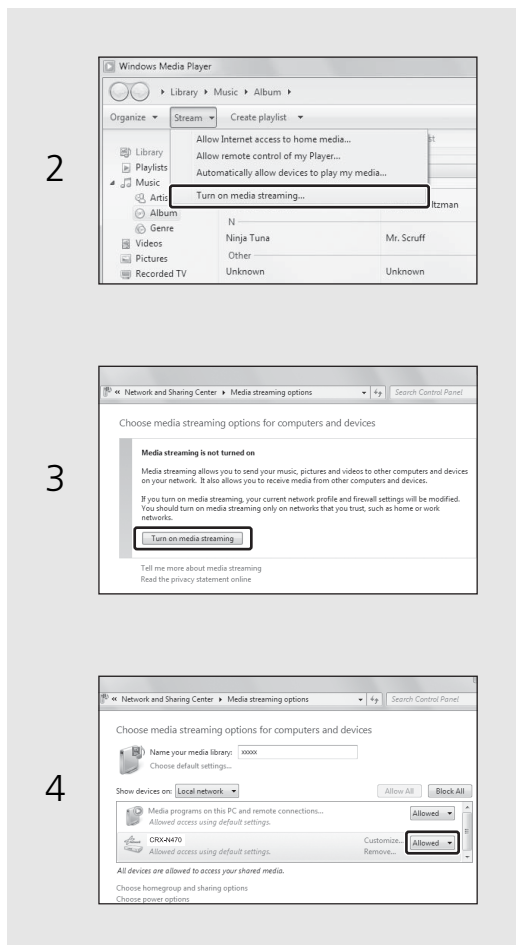 2
Windows Media Player
Library ▸ Music ▸ Album ▸
Organize Stream Create playlist
Allow Internet access to home media...
Allow remote control of my Player...
Automatically allow devices to play my media...
Turn on media streaming...
Library
Playlists
Music
Artis
Album
Genre
Videos
Pictures
Recorded TV
st
ltzman
N
Ninja Tuna Mr. Scruff
Other
Unknown Unknown
3
« Network and Sharing Center ▸ Media streaming options Search Control Panel
Choose media streaming options for computers and devices
Media streaming is not turned on
Media streaming allows you to send your music, pictures and videos to other computers and devices
on your network. It also allows you to receive media from other computers and devices.
If you turn on media streaming, your current network profile and firewall settings will be modified.
You should turn on media streaming only on networks that you trust, such as home or work
networks.
Turn on media streaming
Tell me more about media streaming
Read the privacy statement online
4
« Network and Sharing Center ▸ Media streaming options Search Control Panel
Choose media streaming options for computers and devices
Name your media library: xxxxx
Choose default settings...
Show devices on: Local network Allow All Block All
Media programs on this PC and remote connections... Allowed
Allowed access using default settings.
CRX-N470 Customize... Allowed
Allowed access using default settings. Remove...
All devices are allowed to access your shared media.
Choose homegroup and sharing options
Choose power options